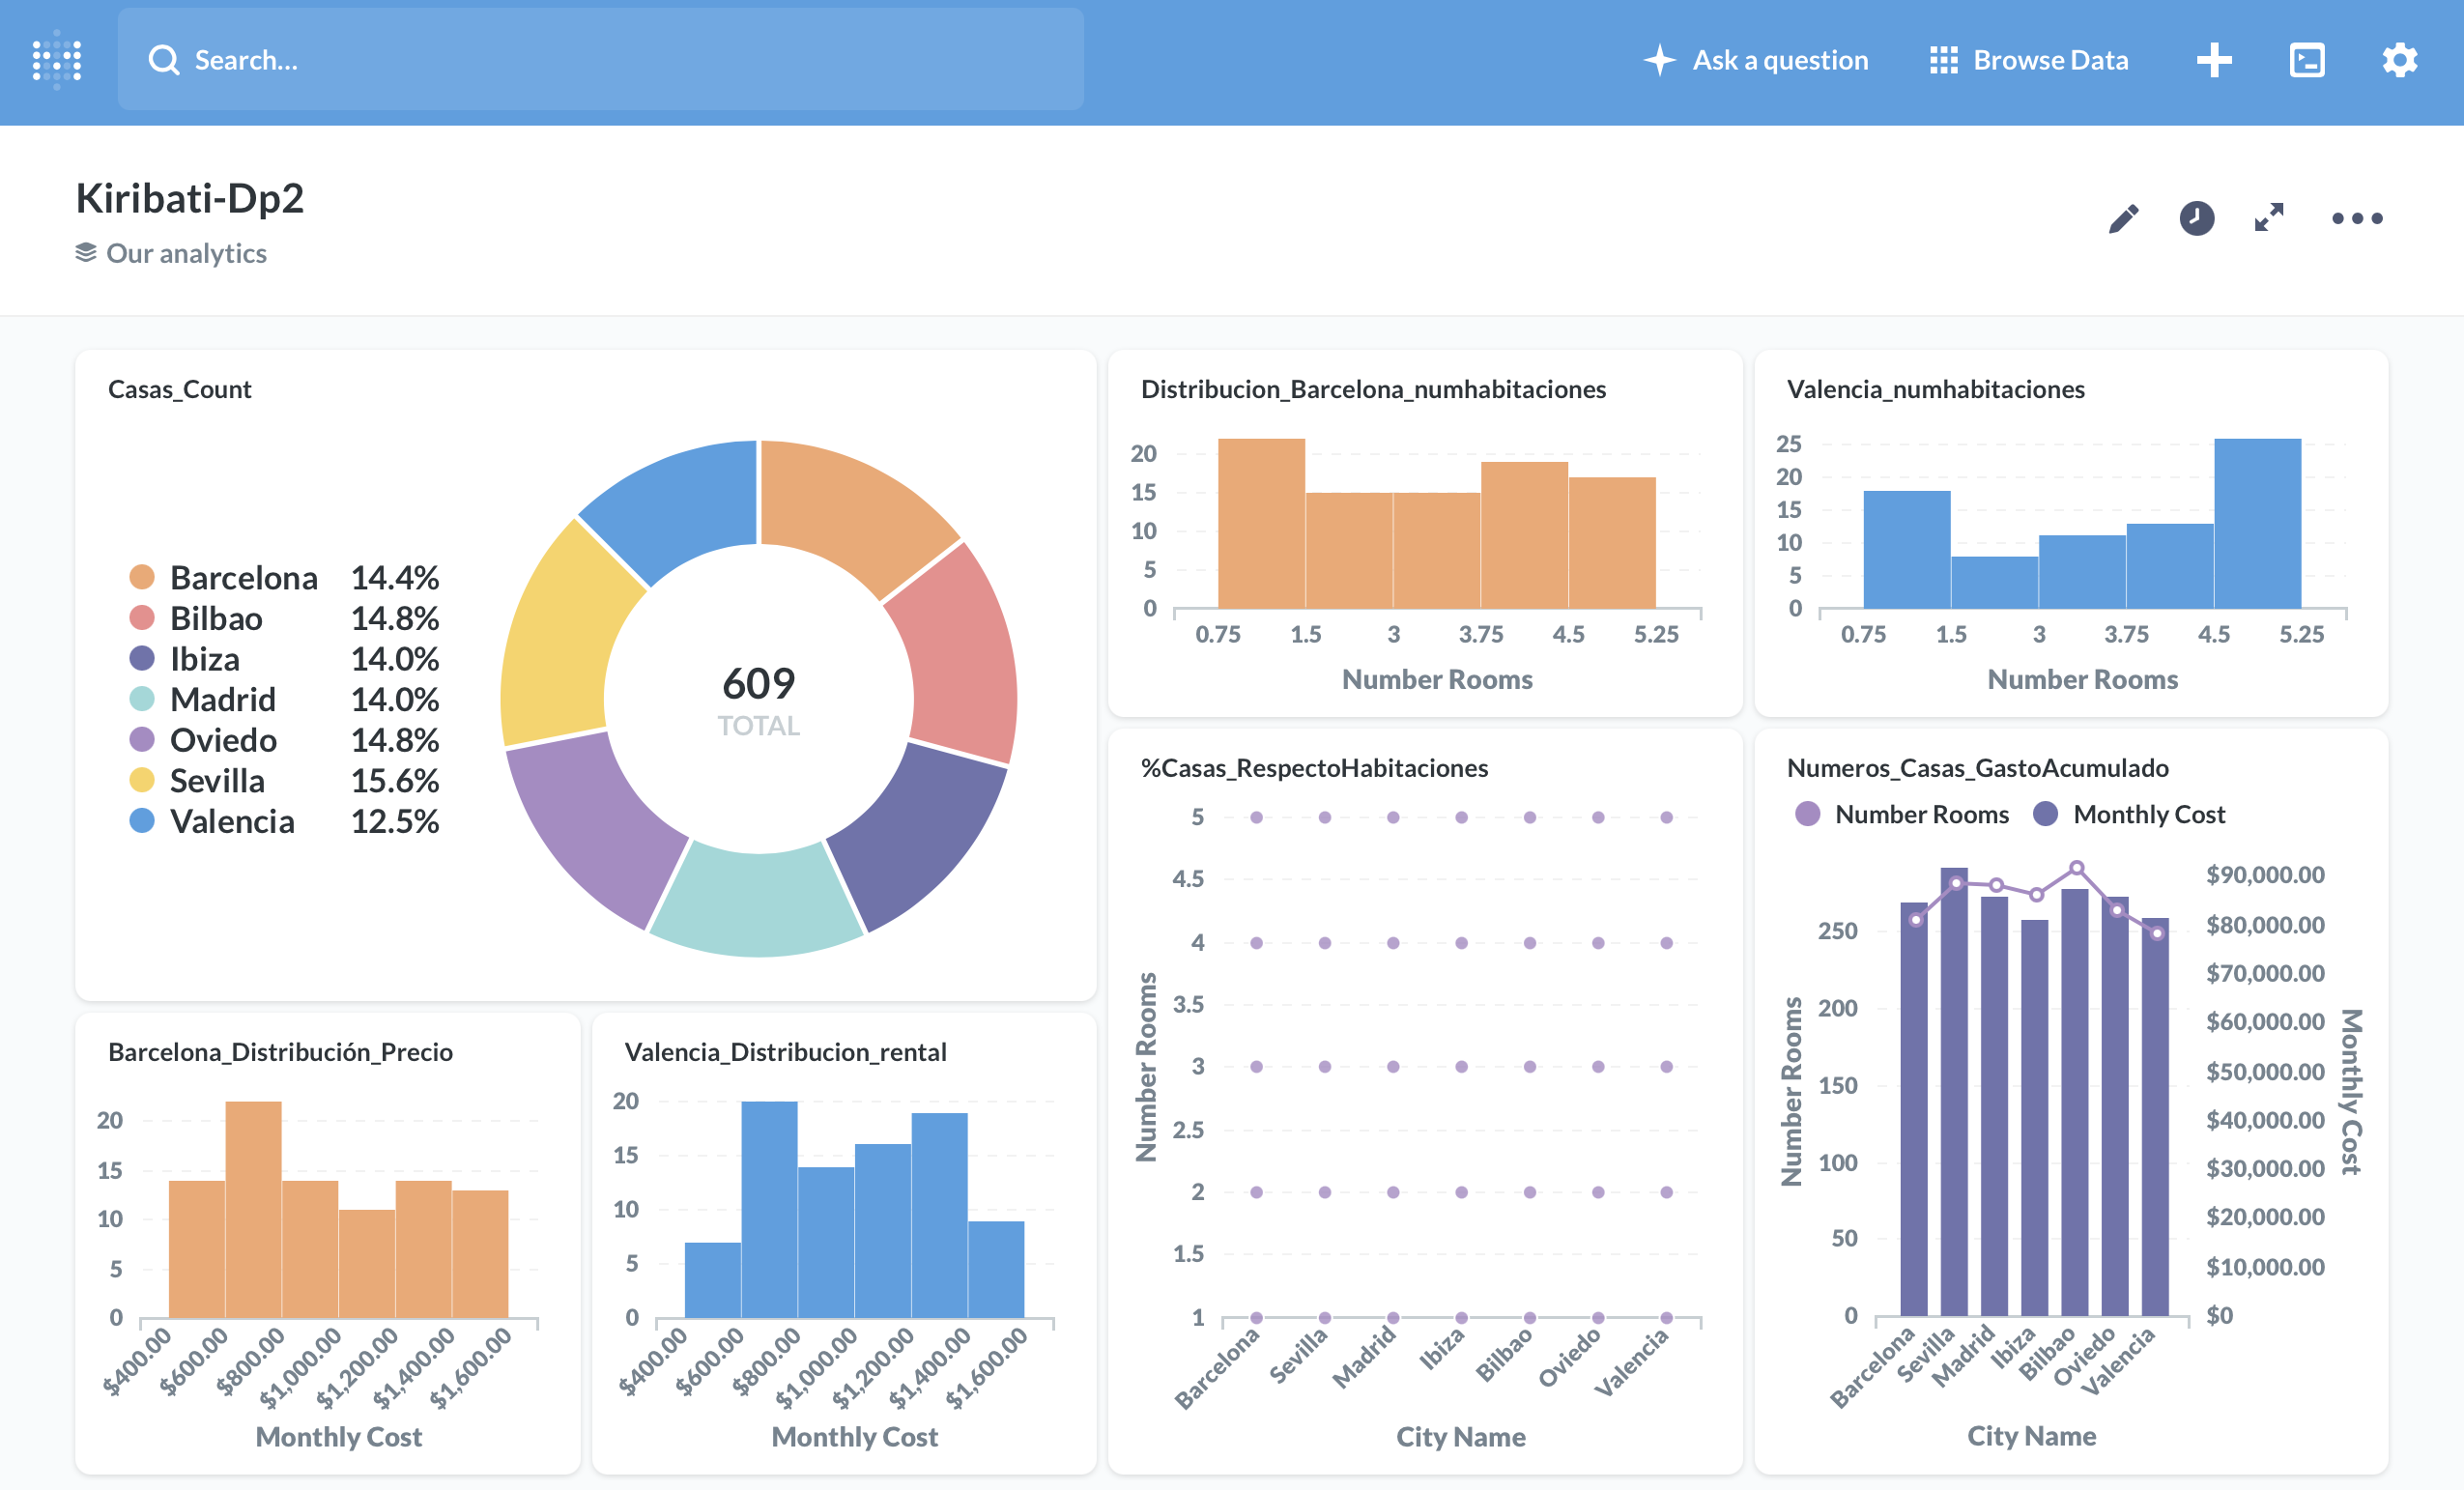 Search...
Ask a question
Browse Data
Kiribati-Dp2
Our analytics
Casas_Count
Barcelona 14.4%
Bilbao 14.8%
Ibiza 14.0%
Madrid 14.0%
Oviedo 14.8%
Sevilla 15.6%
Valencia 12.5%
609
TOTAL
Distribucion_Barcelona_numhabitaciones
20
15
10
5
0
0.75 1.5 3 3.75 4.5 5.25
Number Rooms
Valencia_numhabitaciones
25
20
15
10
5
0
0.75 1.5 3 3.75 4.5 5.25
Number Rooms
Barcelona_Distribución_Precio
20
15
10
5
0
$400.00 $600.00 $800.00 $1,000.00 $1,200.00 $1,400.00 $1,600.00
Monthly Cost
Valencia_Distribucion_rental
20
15
10
5
0
$400.00 $600.00 $800.00 $1,000.00 $1,200.00 $1,400.00 $1,600.00
Monthly Cost
%Casas_RespectoHabitaciones
Number Rooms
5
4.5
4
3.5
3
2.5
2
1.5
1
Barcelona Sevilla Madrid Ibiza Bilbao Oviedo Valencia
City Name
Numeros_Casas_GastoAcumulado
Number Rooms Monthly Cost
Number Rooms
250
200
150
100
50
0
$90,000.00
$80,000.00
$70,000.00
$60,000.00
$50,000.00
$40,000.00
$30,000.00
$20,000.00
$10,000.00
$0
Monthly Cost
Barcelona Sevilla Madrid Ibiza Bilbao Oviedo Valencia
City Name